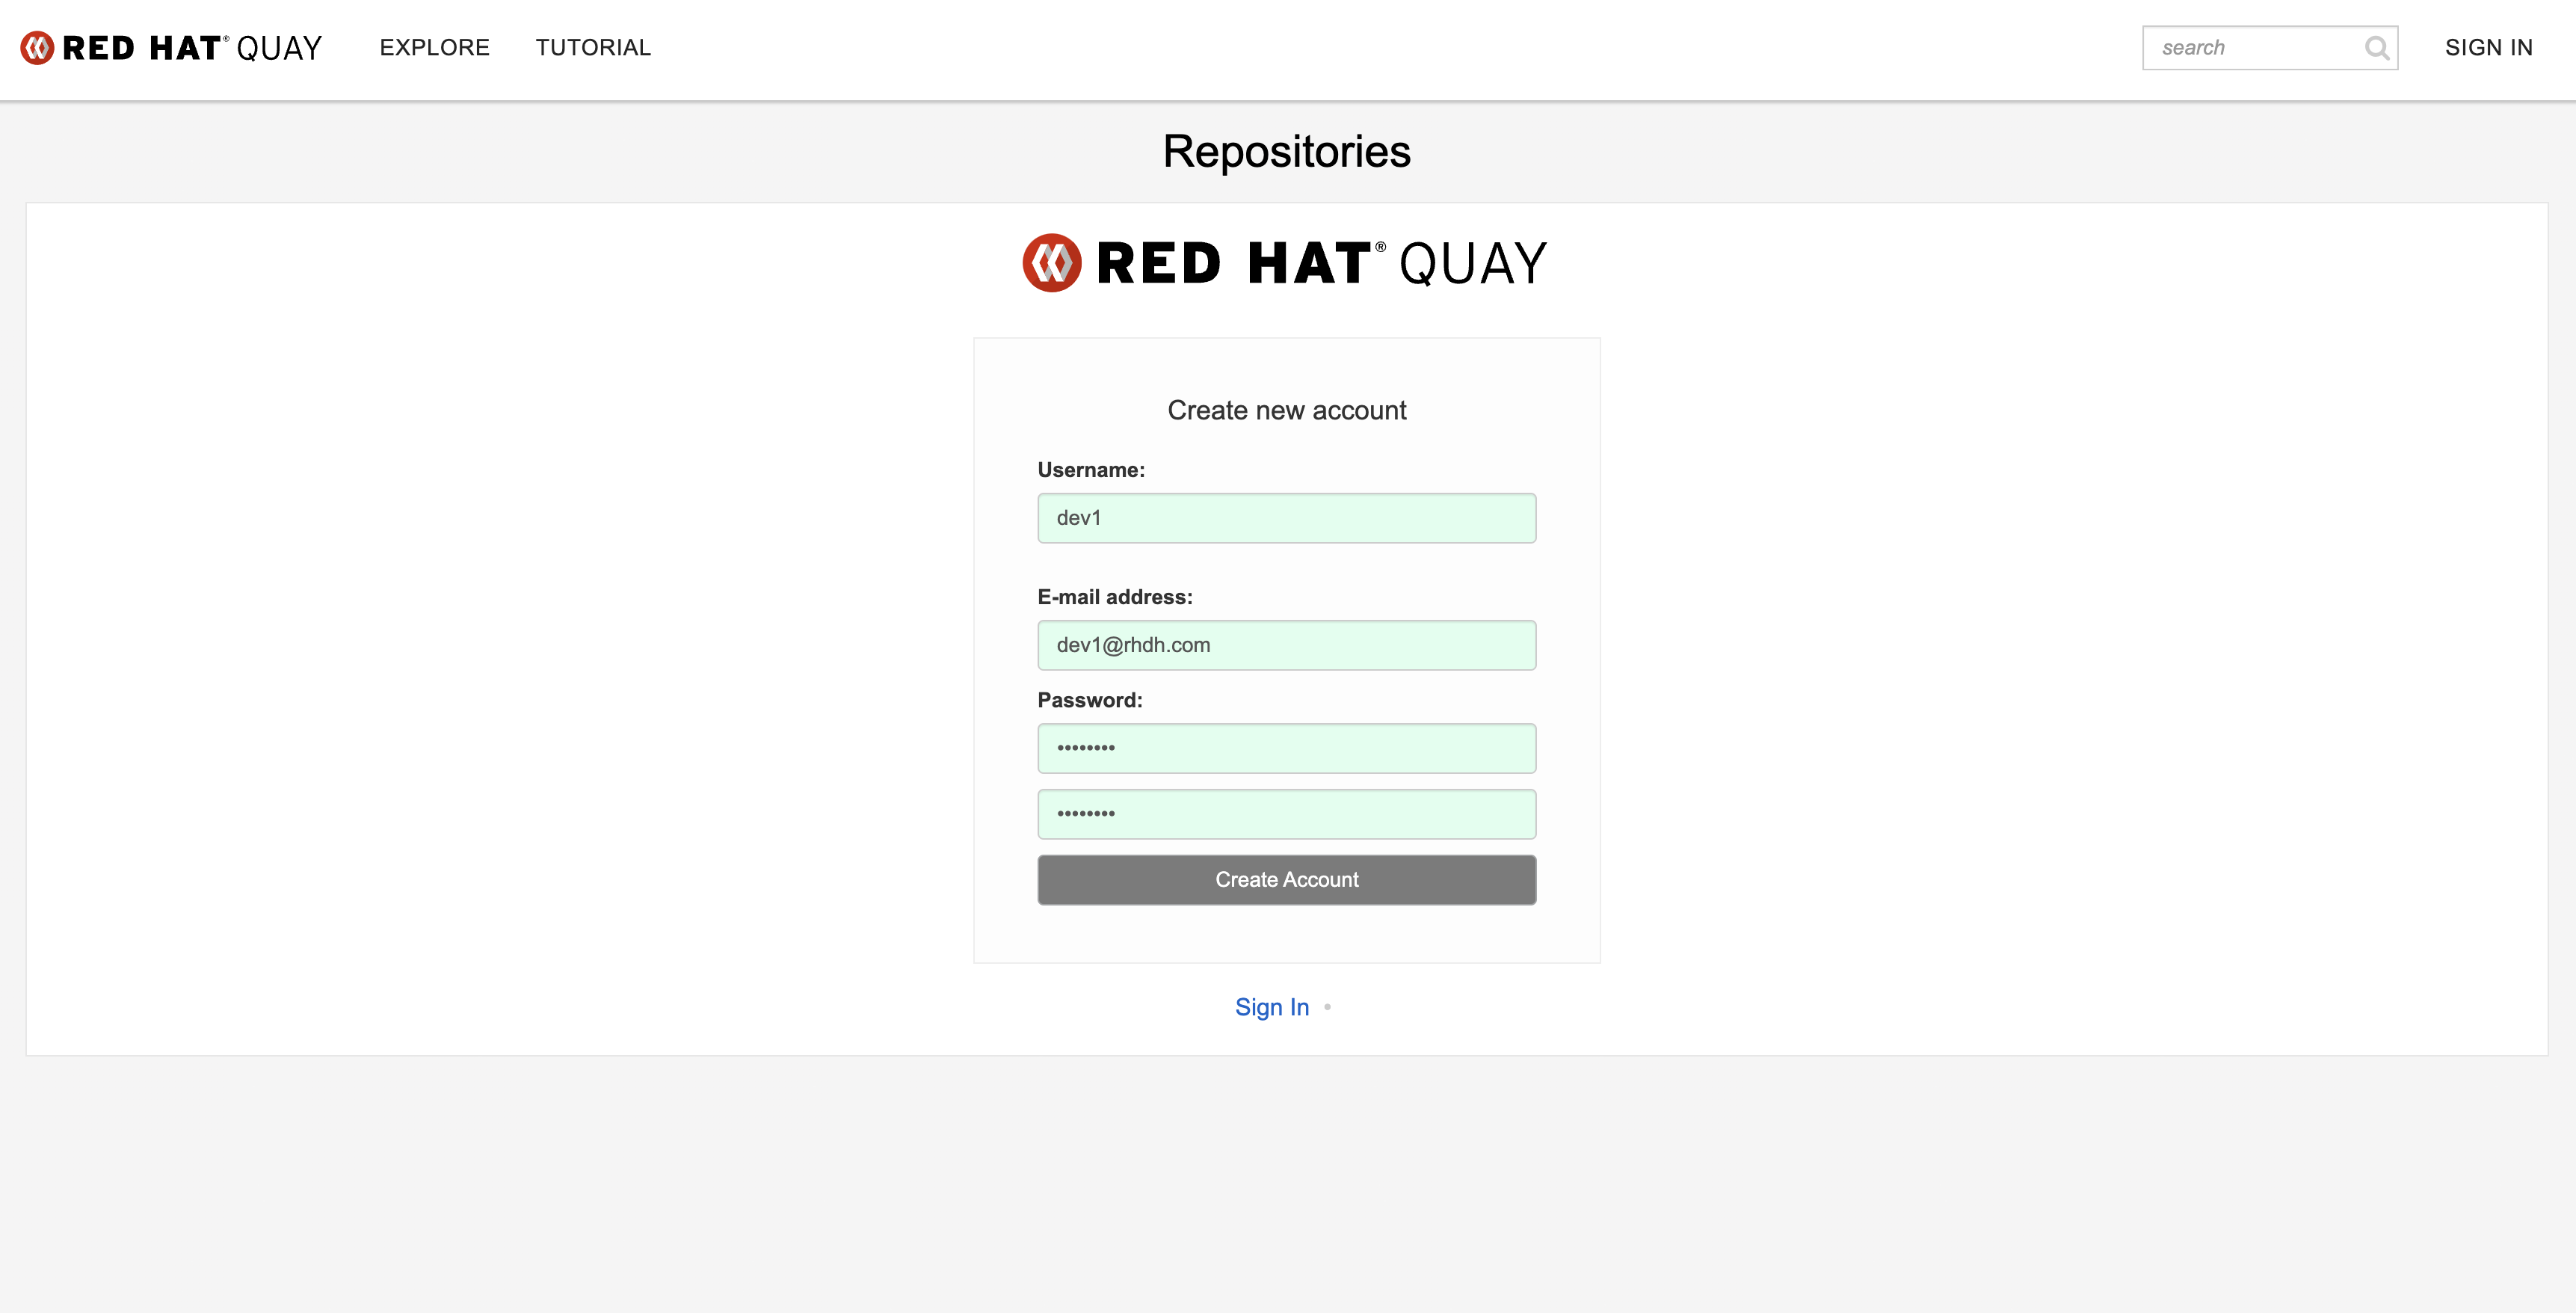 RED HAT® QUAY EXPLORE TUTORIAL search SIGN IN
Repositories
RED HAT® QUAY
Create new account
Username:
dev1
E-mail address:
dev1@rhdh.com
Password:
••••••••
••••••••
Create Account
Sign In •